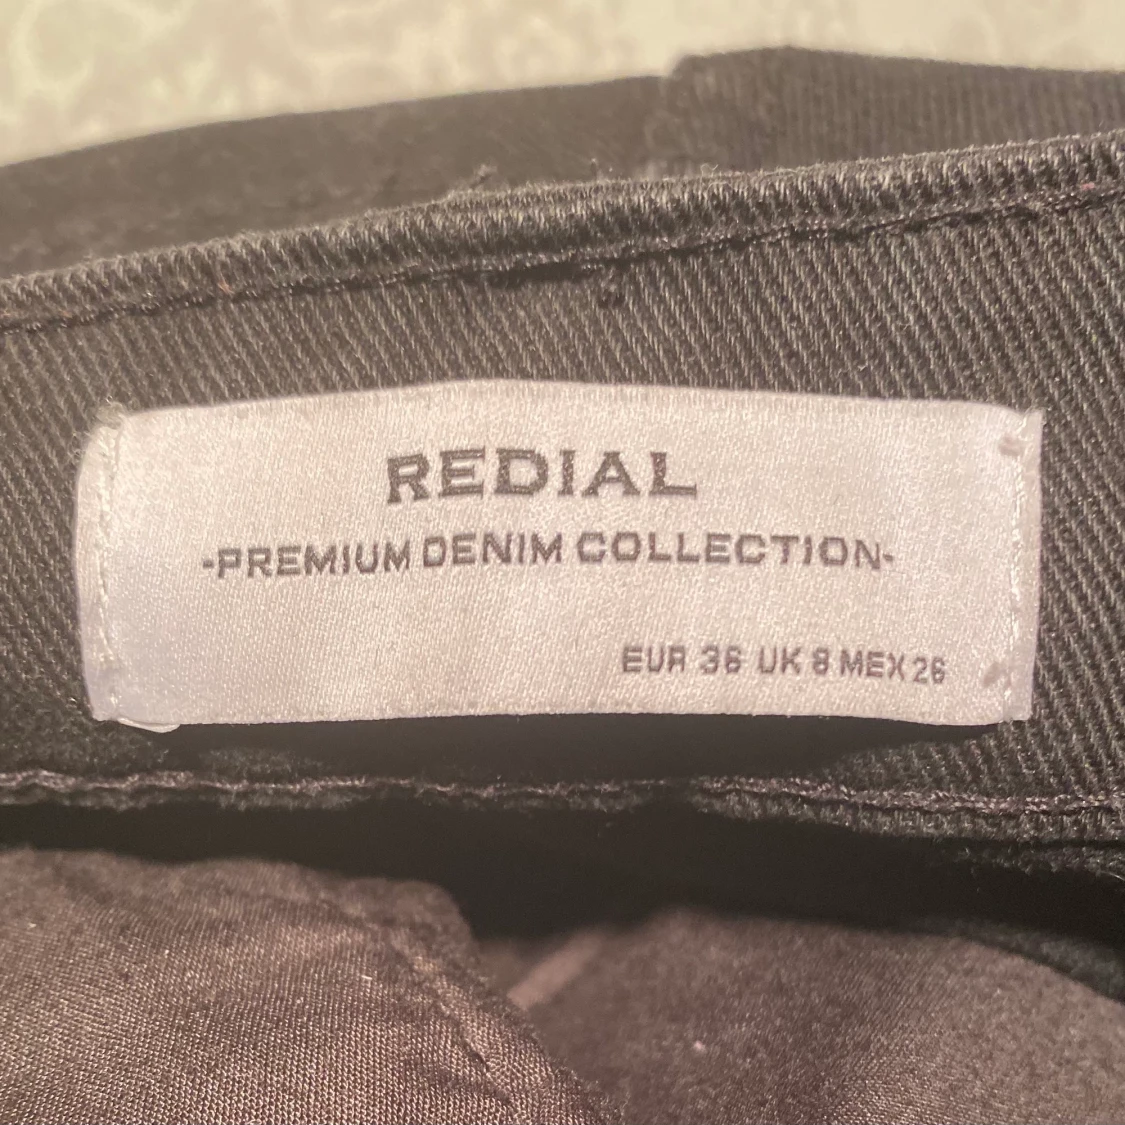 REDIAL
-PREMIUM DENIM COLLECTION-
EUR 36 UK 8 MEX 26